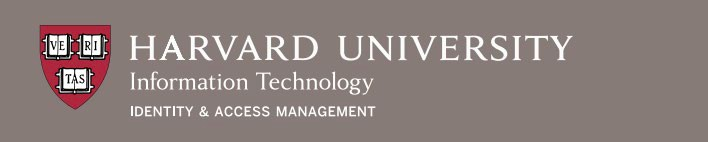 VE RI
TAS
HARVARD UNIVERSITY
Information Technology
IDENTITY & ACCESS MANAGEMENT